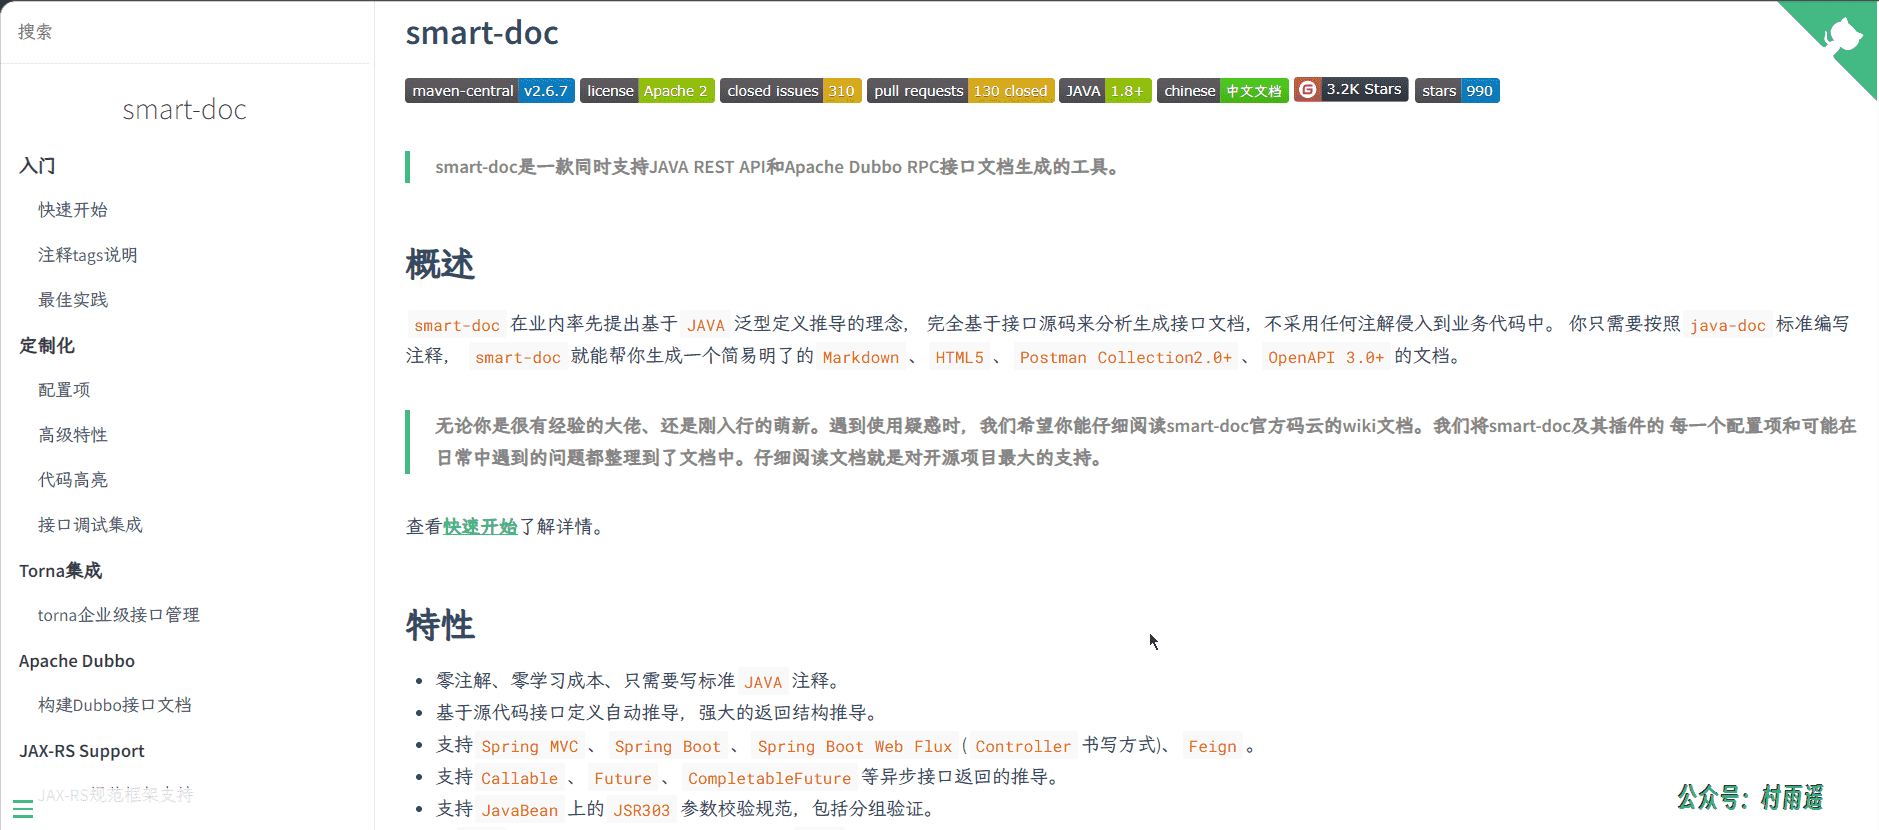 搜索
smart-doc
入门
快速开始
注释tags说明
最佳实践
定制化
配置项
高级特性
代码高亮
接口调试集成
Torna集成
torna企业级接口管理
Apache Dubbo
构建Dubbo接口文档
JAX-RS Support
JAX-RS规范框架支持
smart-doc
maven-central v2.6.7 license Apache 2 closed issues 310 pull requests 130 closed JAVA 1.8+ chinese 中文文档 G 3.2K Stars stars 990
smart-doc是一款同时支持JAVA REST API和Apache Dubbo RPC接口文档生成的工具。
概述
smart-doc 在业内率先提出基于 JAVA 泛型定义推导的理念， 完全基于接口源码来分析生成接口文档，不采用任何注解侵入到业务代码中。 你只需要按照 java-doc 标准编写
注释， smart-doc 就能帮你生成一个简易明了的 Markdown 、 HTML5 、 Postman Collection2.0+ 、 OpenAPI 3.0+ 的文档。
无论你是很有经验的大佬、还是刚入行的萌新。遇到使用疑惑时，我们希望你能仔细阅读smart-doc官方码云的wiki文档。我们将smart-doc及其插件的 每一个配置项和可能在
日常中遇到的问题都整理到了文档中。仔细阅读文档就是对开源项目最大的支持。
查看快速开始了解详情。
特性
• 零注解、零学习成本、只需要写标准 JAVA 注释。
• 基于源代码接口定义自动推导，强大的返回结构推导。
• 支持 Spring MVC 、 Spring Boot 、 Spring Boot Web Flux ( Controller 书写方式)、 Feign 。
• 支持 Callable 、 Future 、 CompletableFuture 等异步接口返回的推导。
• 支持 JavaBean 上的 JSR303 参数校验规范，包括分组验证。
公众号：村雨遥